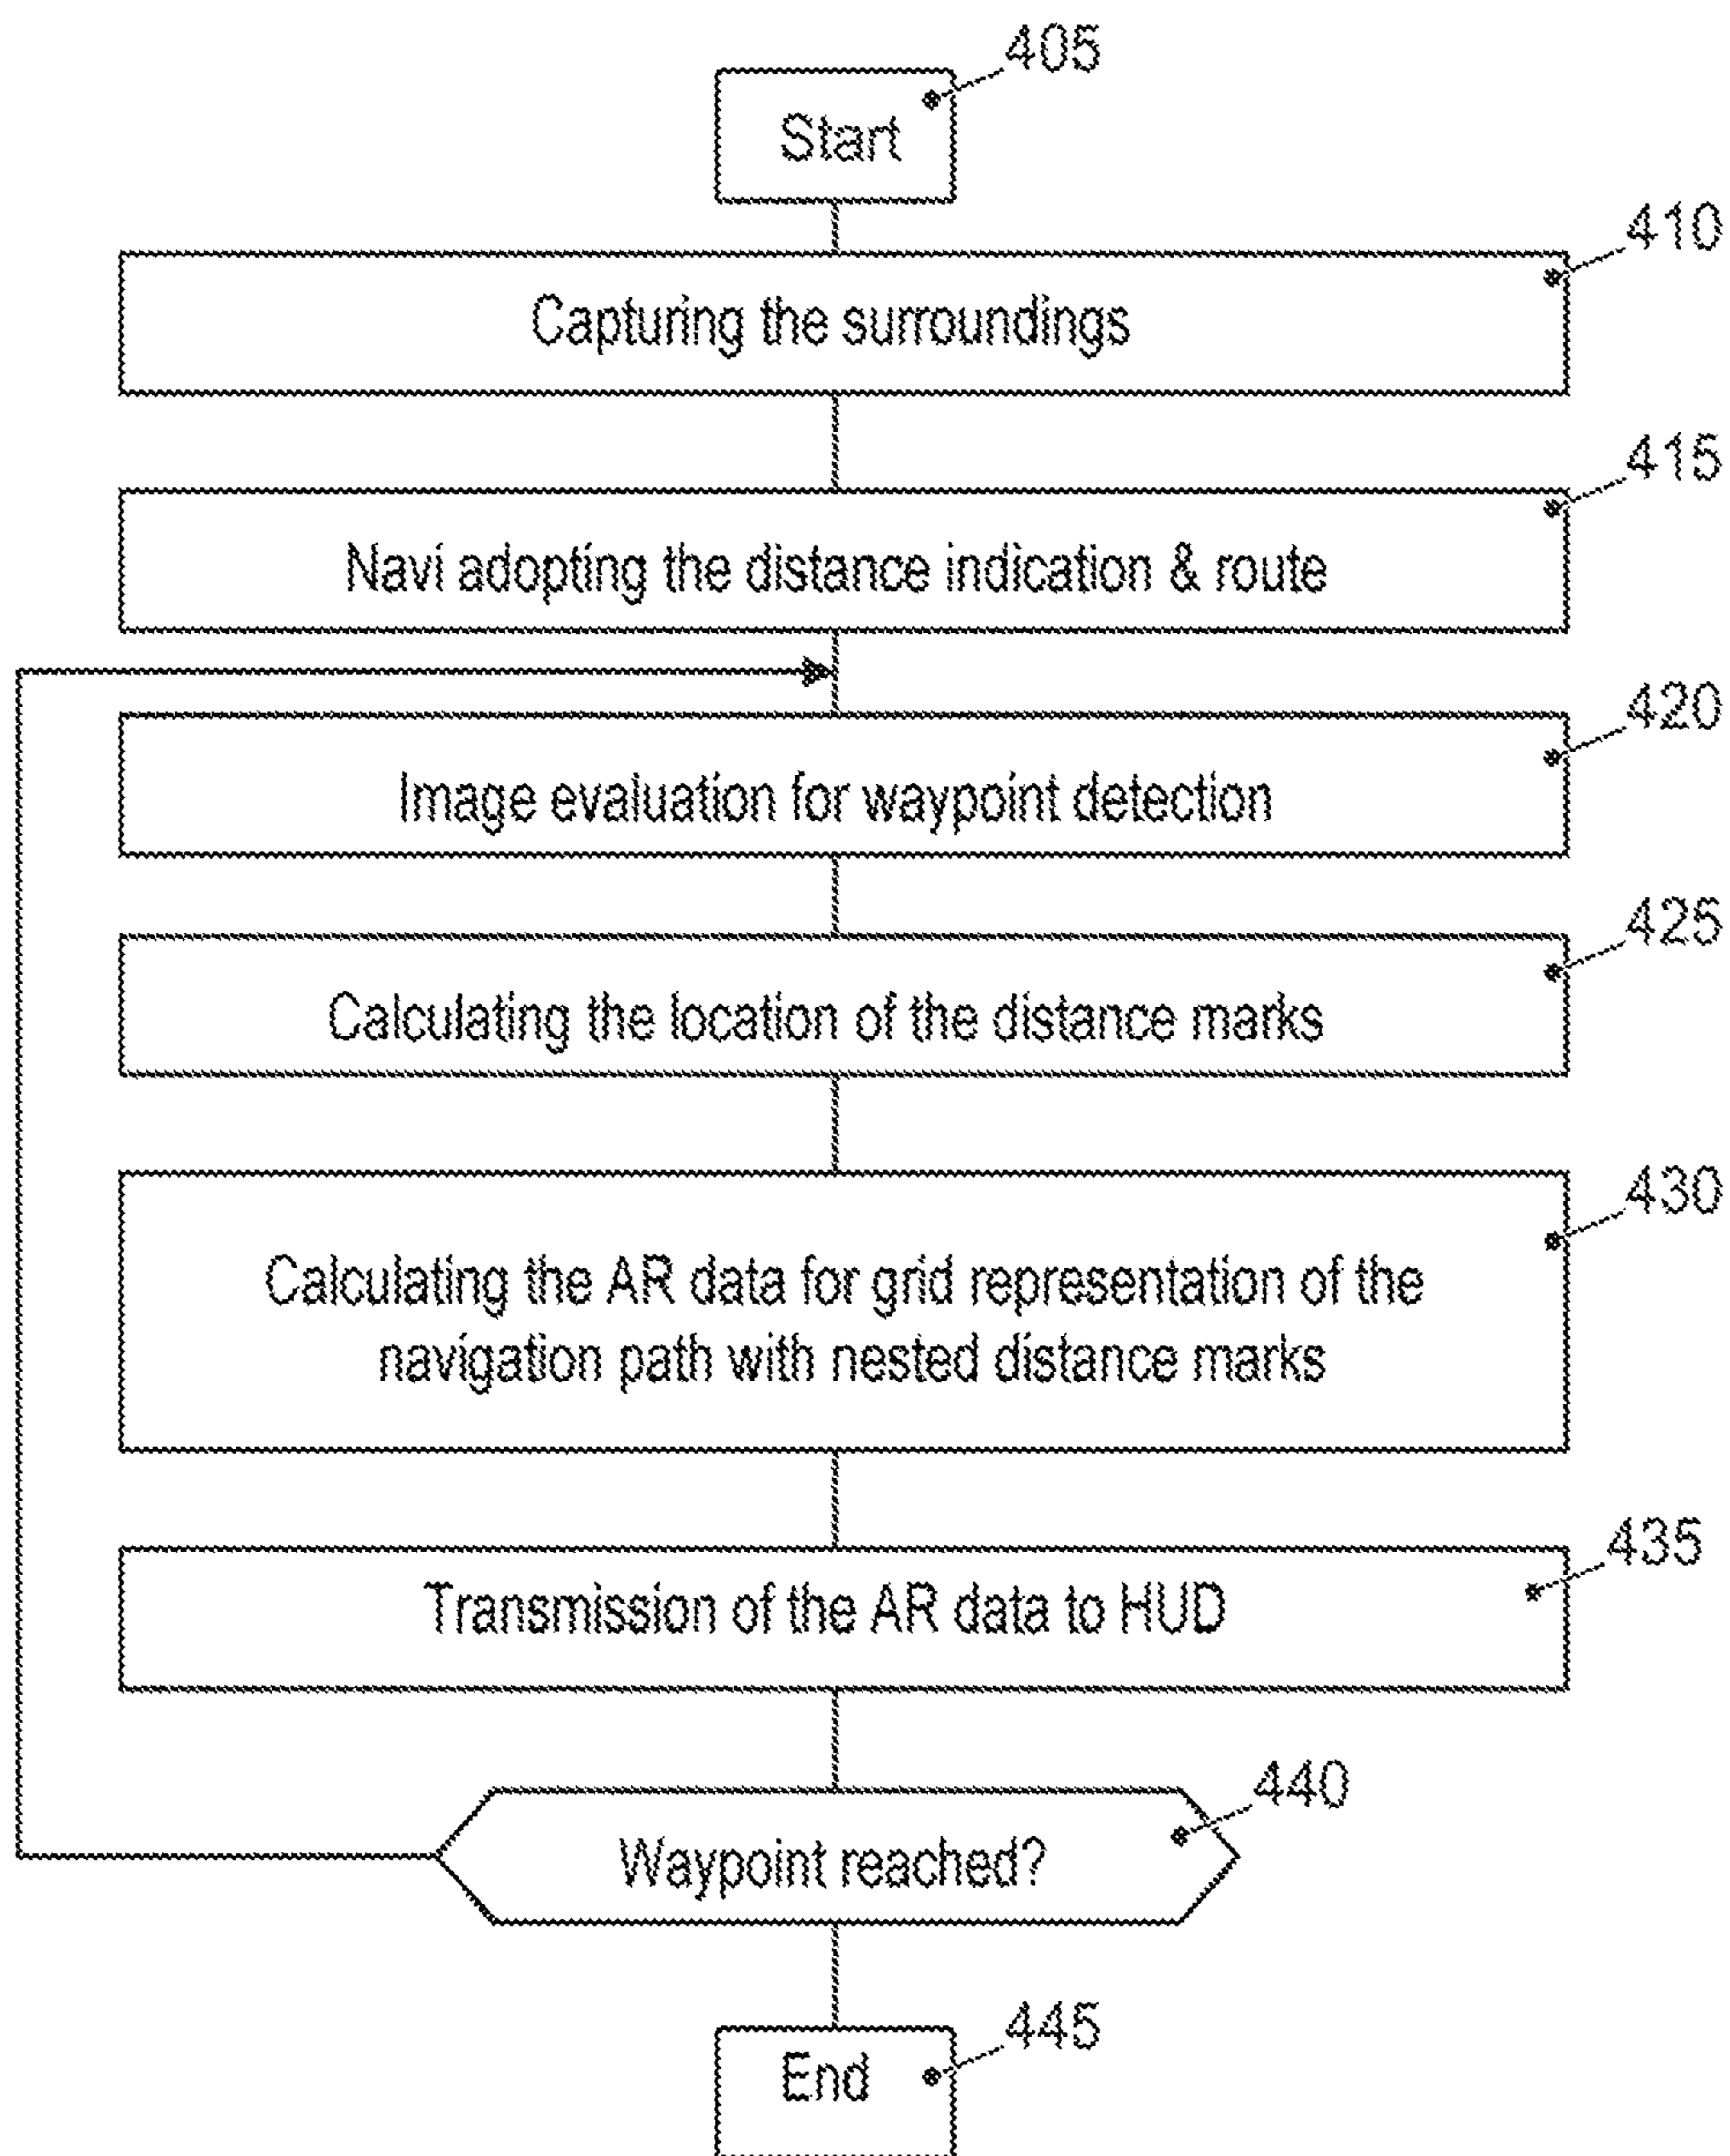 405
Start
410
Capturing the surroundings
415
Navi adopting the distance indication & route
420
Image evaluation for waypoint detection
425
Calculating the location of the distance marks
430
Calculating the AR data for grid representation of the
navigation path with nested distance marks
435
Transmission of the AR data to HUD
440
Waypoint reached?
445
End